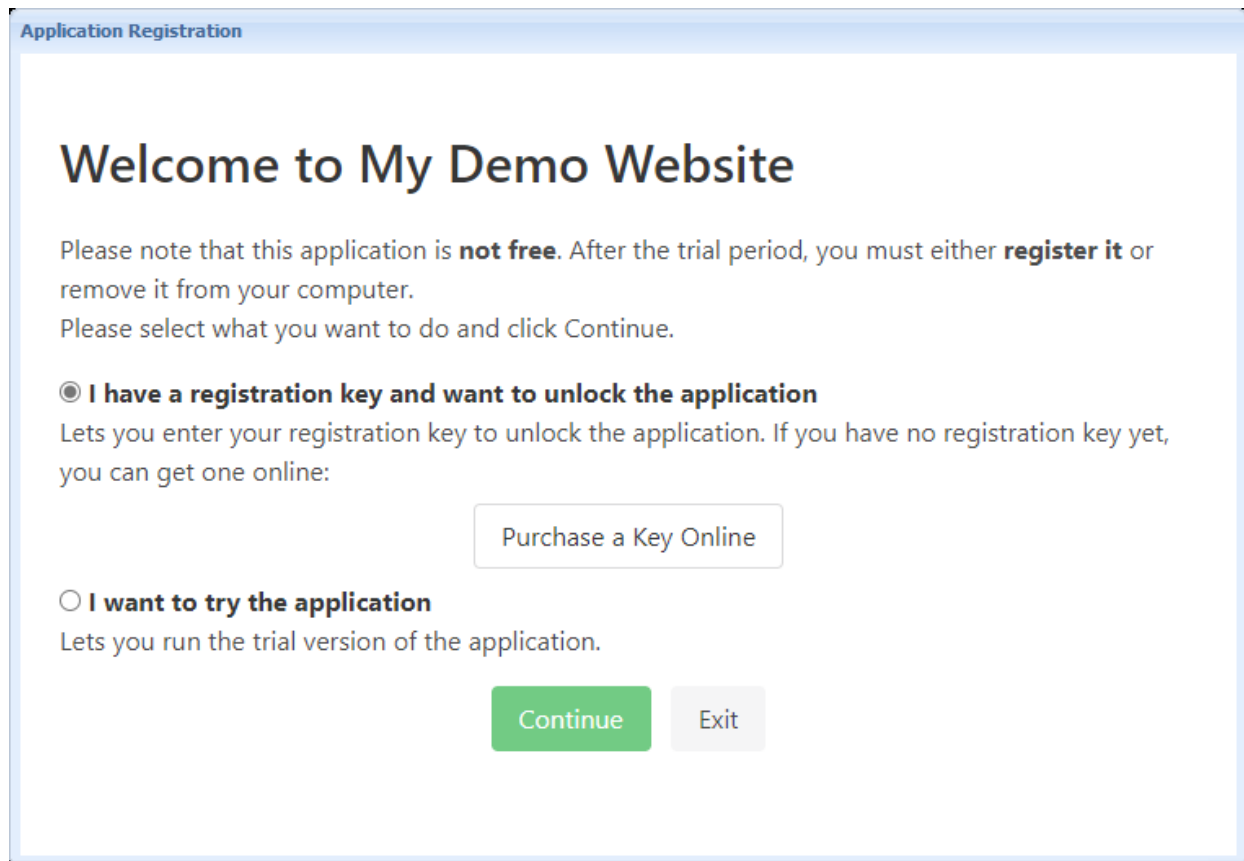 Application Registration
Welcome to My Demo Website
Please note that this application is not free. After the trial period, you must either register it or
remove it from your computer.
Please select what you want to do and click Continue.
I have a registration key and want to unlock the application
Lets you enter your registration key to unlock the application. If you have no registration key yet,
you can get one online:
Purchase a Key Online
I want to try the application
Lets you run the trial version of the application.
Continue Exit